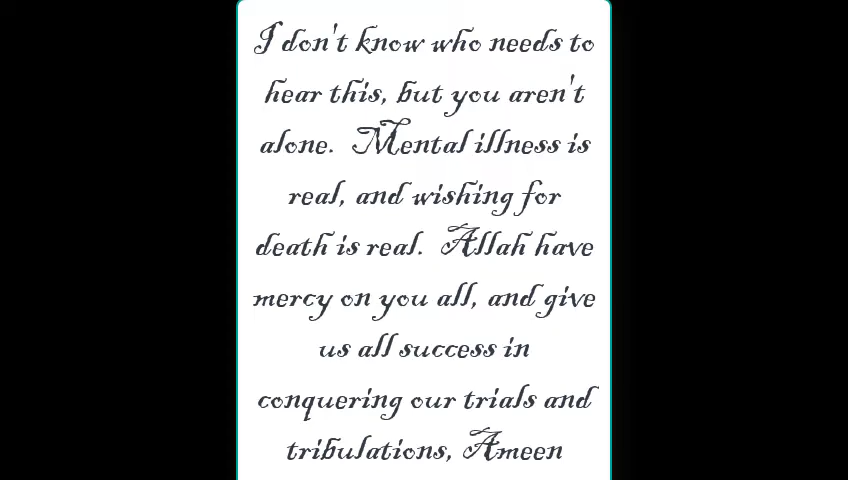 I don't know who needs to
hear this, but you aren't
alone. Mental illness is
real, and wishing for
death is real. Allah have
mercy on you all, and give
us all success in
conquering our trials and
tribulations, Ameen